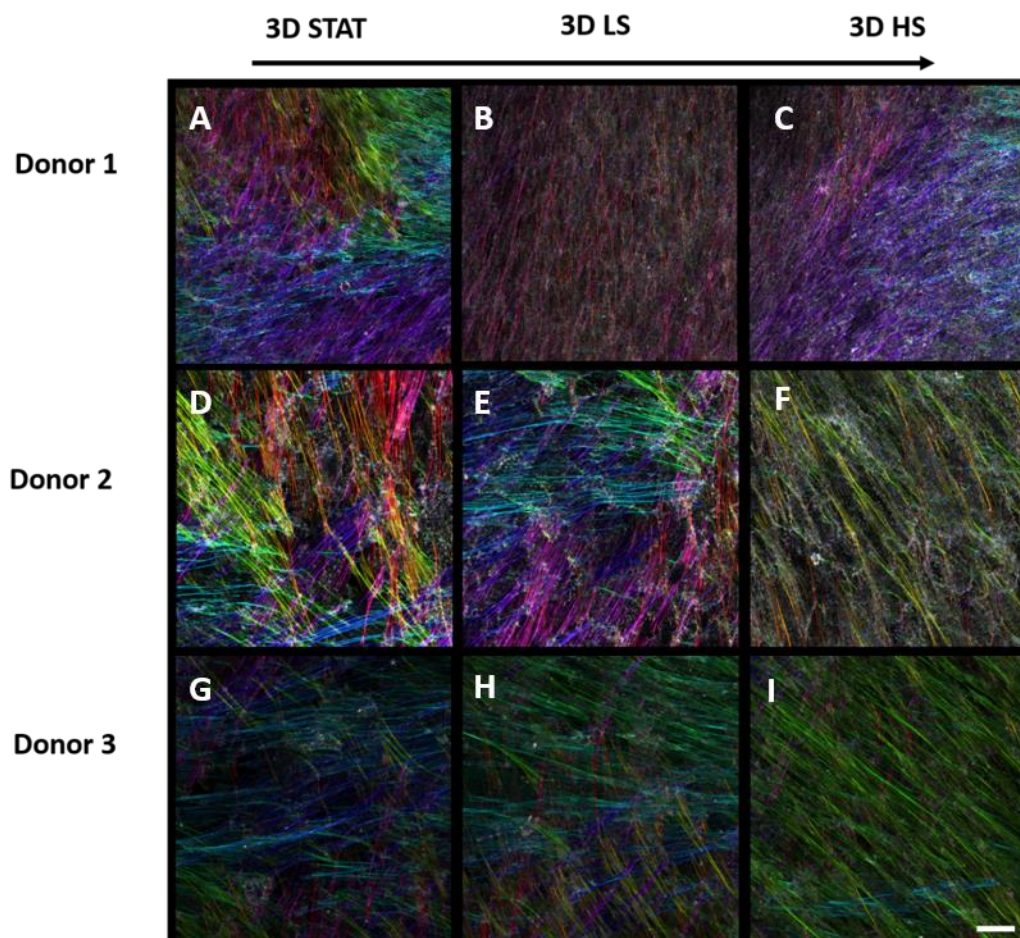 3D STAT 3D LS 3D HS
Donor 1
A B C
Donor 2
D E F
Donor 3
G H I